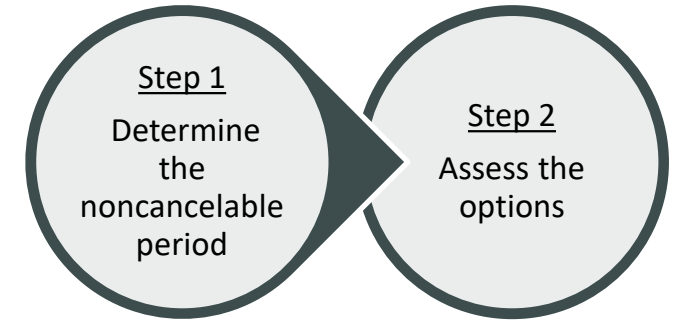 Step 1
Determine
the
noncancelable
period
Step 2
Assess the
options